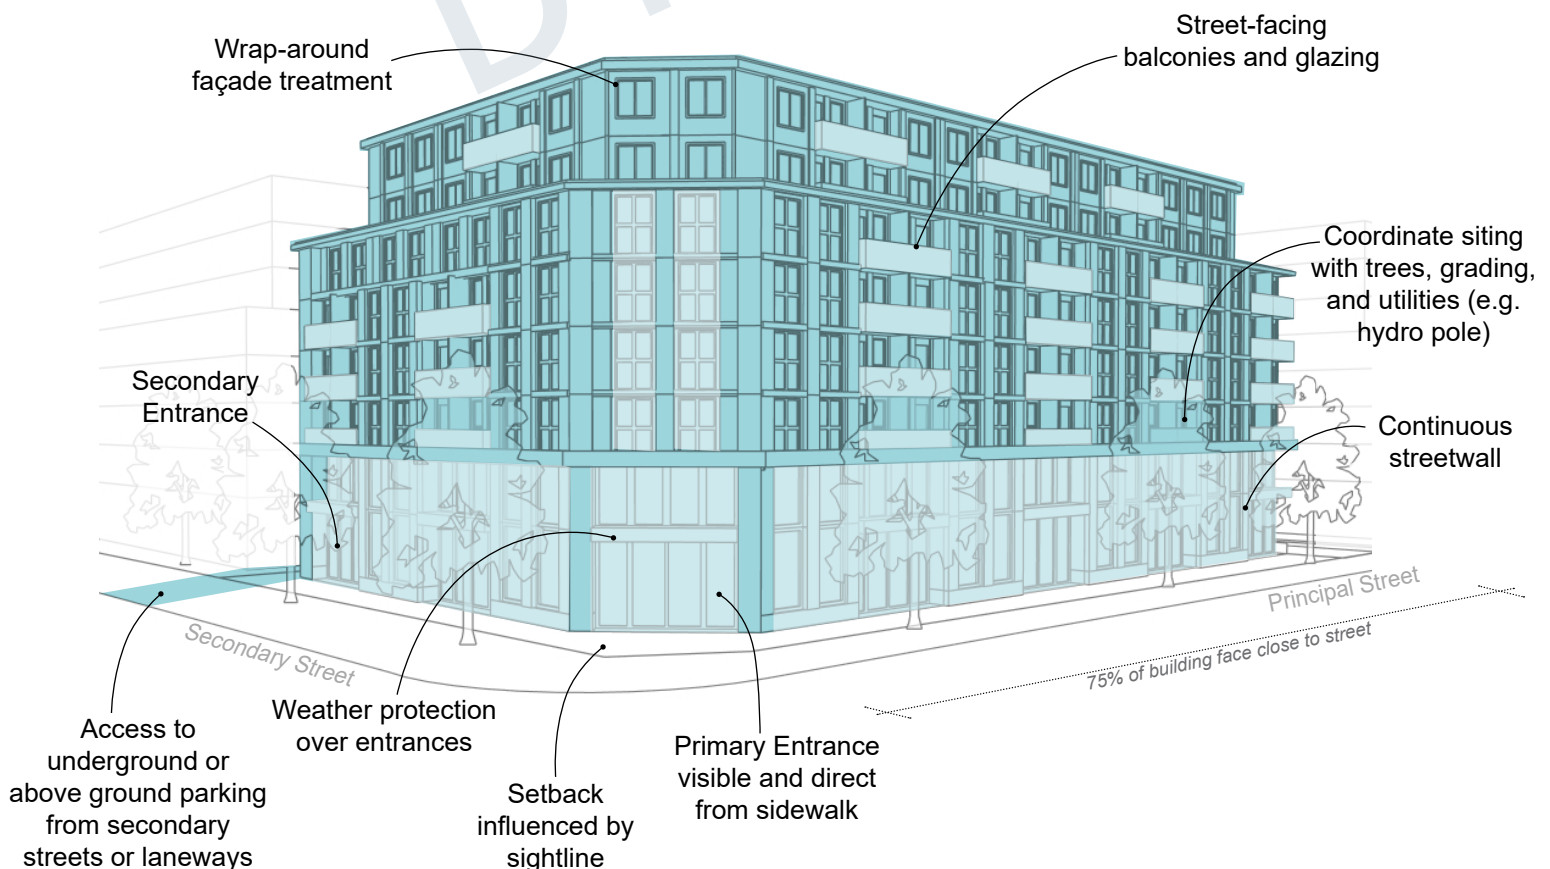 Wrap-around
façade treatment
Street-facing
balconies and glazing
Coordinate siting
with trees, grading,
and utilities (e.g.
hydro pole)
Secondary
Entrance
Continuous
streetwall
Principal Street
75% of building face close to street
Secondary Street
Weather protection
over entrances
Access to
underground or
above ground parking
from secondary
streets or laneways
Primary Entrance
visible and direct
from sidewalk
Setback
influenced by
sightline